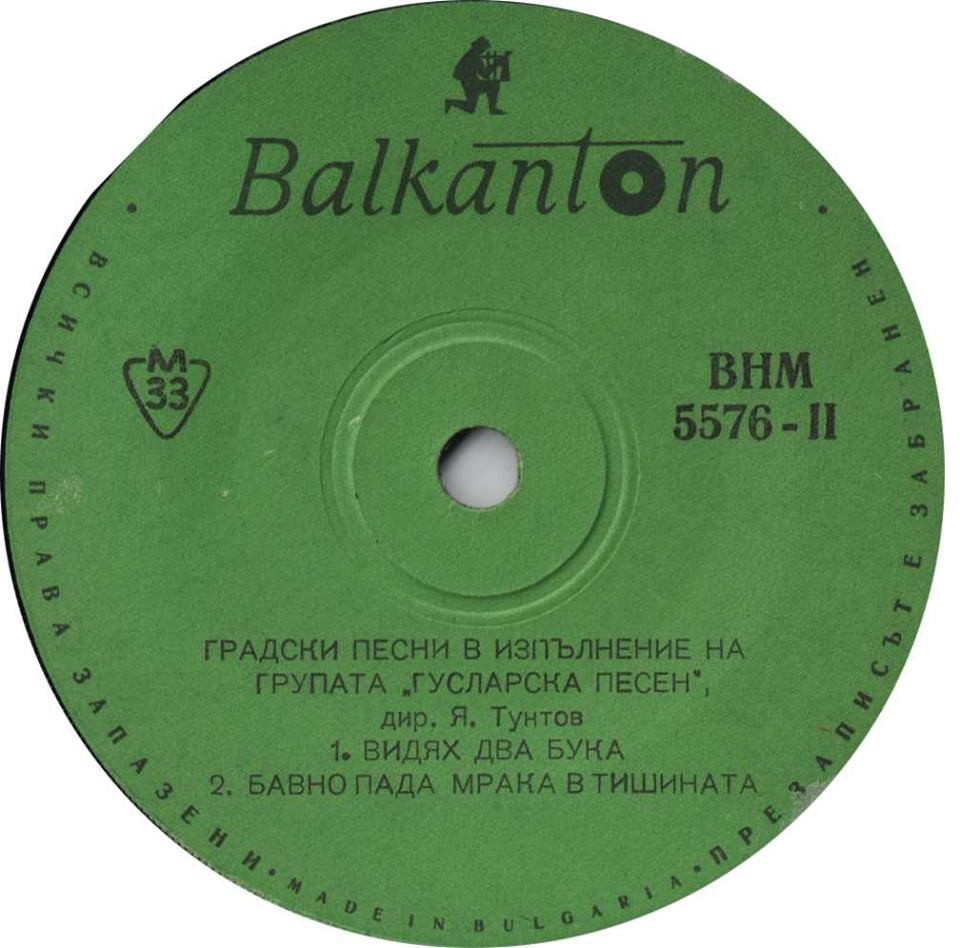 Balkanton
М
33
ВНМ
5576 - II
ГРАДСКИ ПЕСНИ В ИЗПЪЛНЕНИЕ НА
ГРУПАТА „ГУСЛАРСКА ПЕСЕН",
дир. Я. Тунтов
1. ВИДЯХ ДВА БУКА
2. БАВНО ПАДА МРАКА В ТИШИНАТА
• ВСИЧКИ ПРАВА ЗАПАЗЕНИ • MADE IN BULGARIA • ПРЕЗАПИСЪТ Е ЗАБРАНЕН •